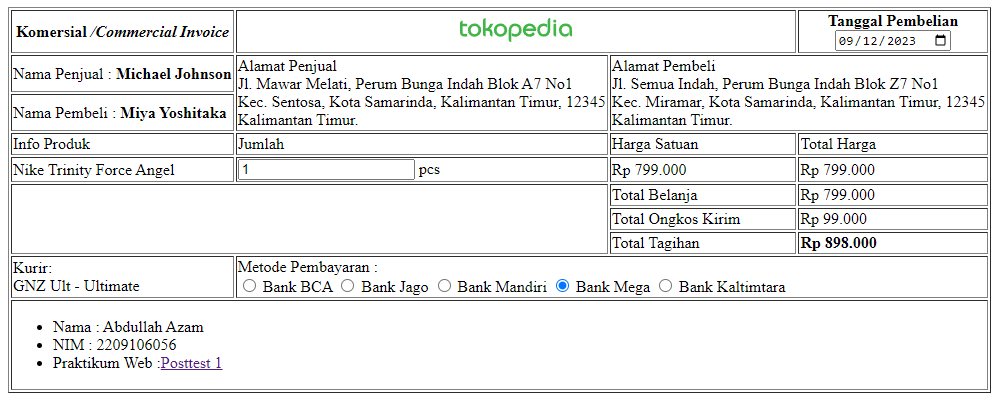 Komersial /Commercial Invoice
tokopedia
Tanggal Pembelian
09/12/2023
Nama Penjual : Michael Johnson
Nama Pembeli : Miya Yoshitaka
Alamat Penjual
Jl. Mawar Melati, Perum Bunga Indah Blok A7 No1
Kec. Sentosa, Kota Samarinda, Kalimantan Timur, 12345
Kalimantan Timur.
Alamat Pembeli
Jl. Semua Indah, Perum Bunga Indah Blok Z7 No1
Kec. Miramar, Kota Samarinda, Kalimantan Timur, 12345
Kalimantan Timur.
Info Produk Jumlah Harga Satuan Total Harga
Nike Trinity Force Angel 1 pcs Rp 799.000 Rp 799.000
Total Belanja Rp 799.000
Total Ongkos Kirim Rp 99.000
Total Tagihan Rp 898.000
Kurir:
GNZ Ult - Ultimate
Metode Pembayaran :
Bank BCA Bank Jago Bank Mandiri Bank Mega Bank Kaltimtara
• Nama : Abdullah Azam
• NIM : 2209106056
• Praktikum Web :Posttest 1